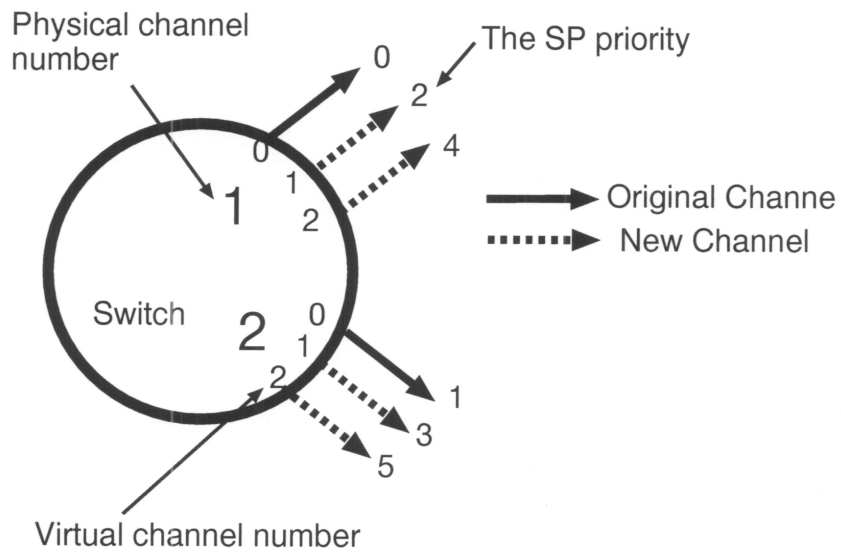 Physical channel
number
0
The SP priority
2
4
0
1
1
2
Original Channe
New Channel
Switch
2
0
1
2
1
3
5
Virtual channel number